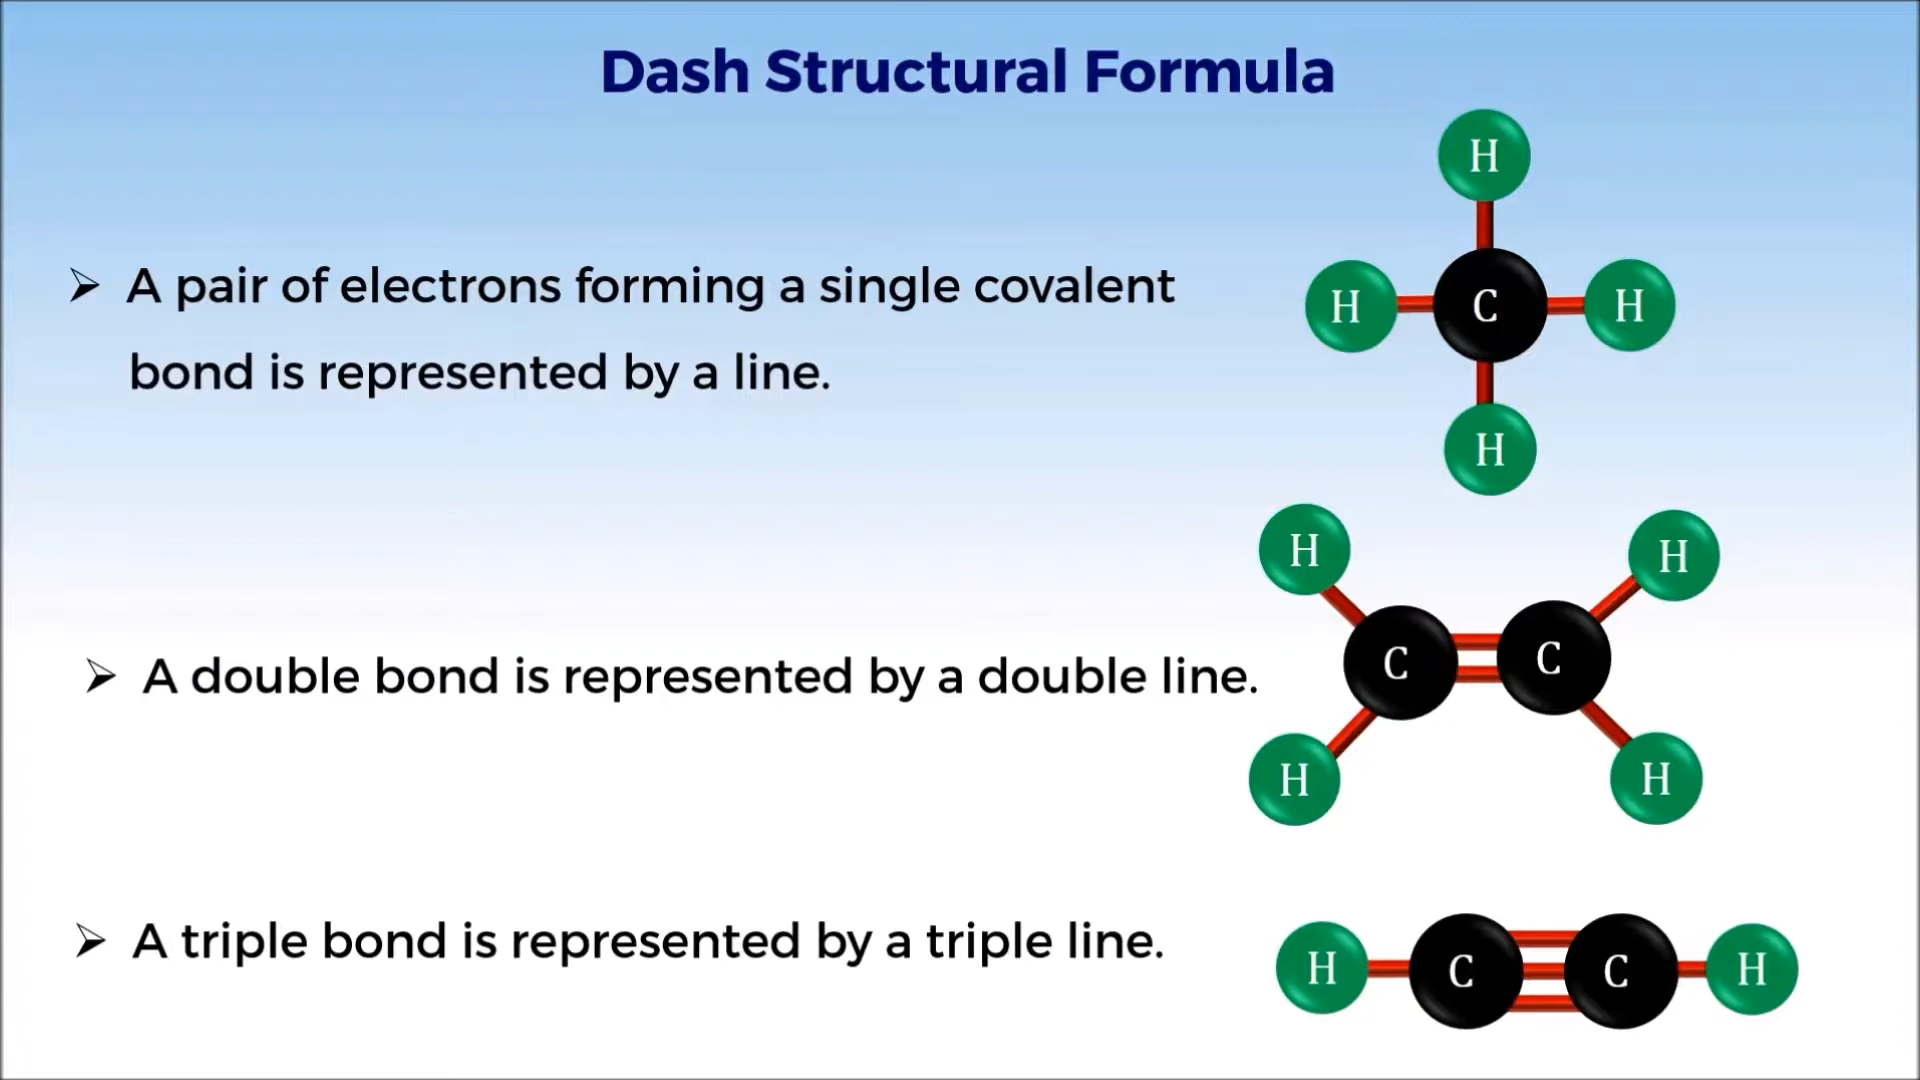 Dash Structural Formula
➢ A pair of electrons forming a single covalent
bond is represented by a line.
H
H C H
H
H H
C C
H H
➢ A double bond is represented by a double line.
➢ A triple bond is represented by a triple line.
H C C H